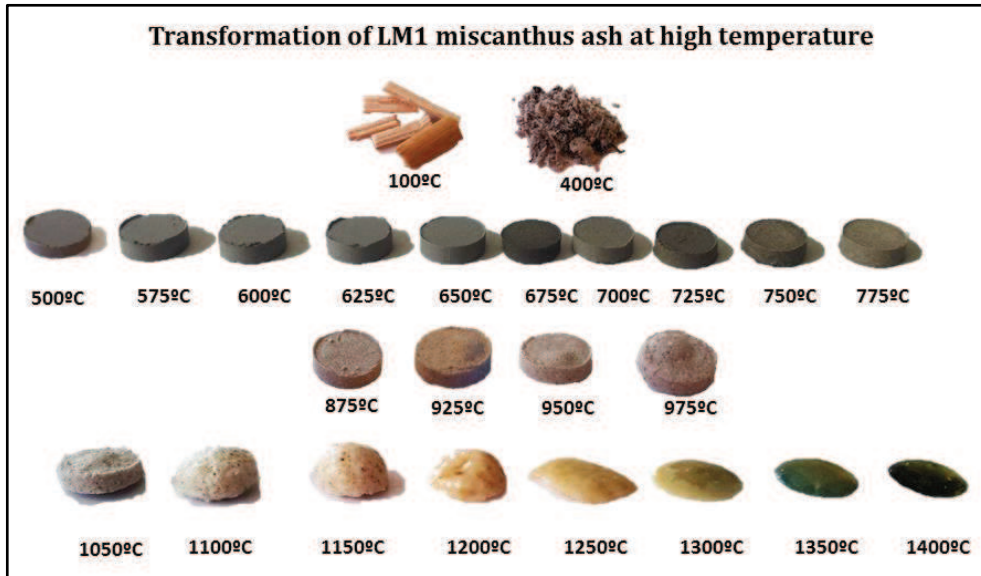 Transformation of LM1 miscanthus ash at high temperature
100ºC 400ºC
500ºC 575ºC 600ºC 625ºC 650ºC 675ºC 700ºC 725ºC 750ºC 775ºC
875ºC 925ºC 950ºC 975ºC
1050ºC 1100ºC 1150ºC 1200ºC 1250ºC 1300ºC 1350ºC 1400ºC